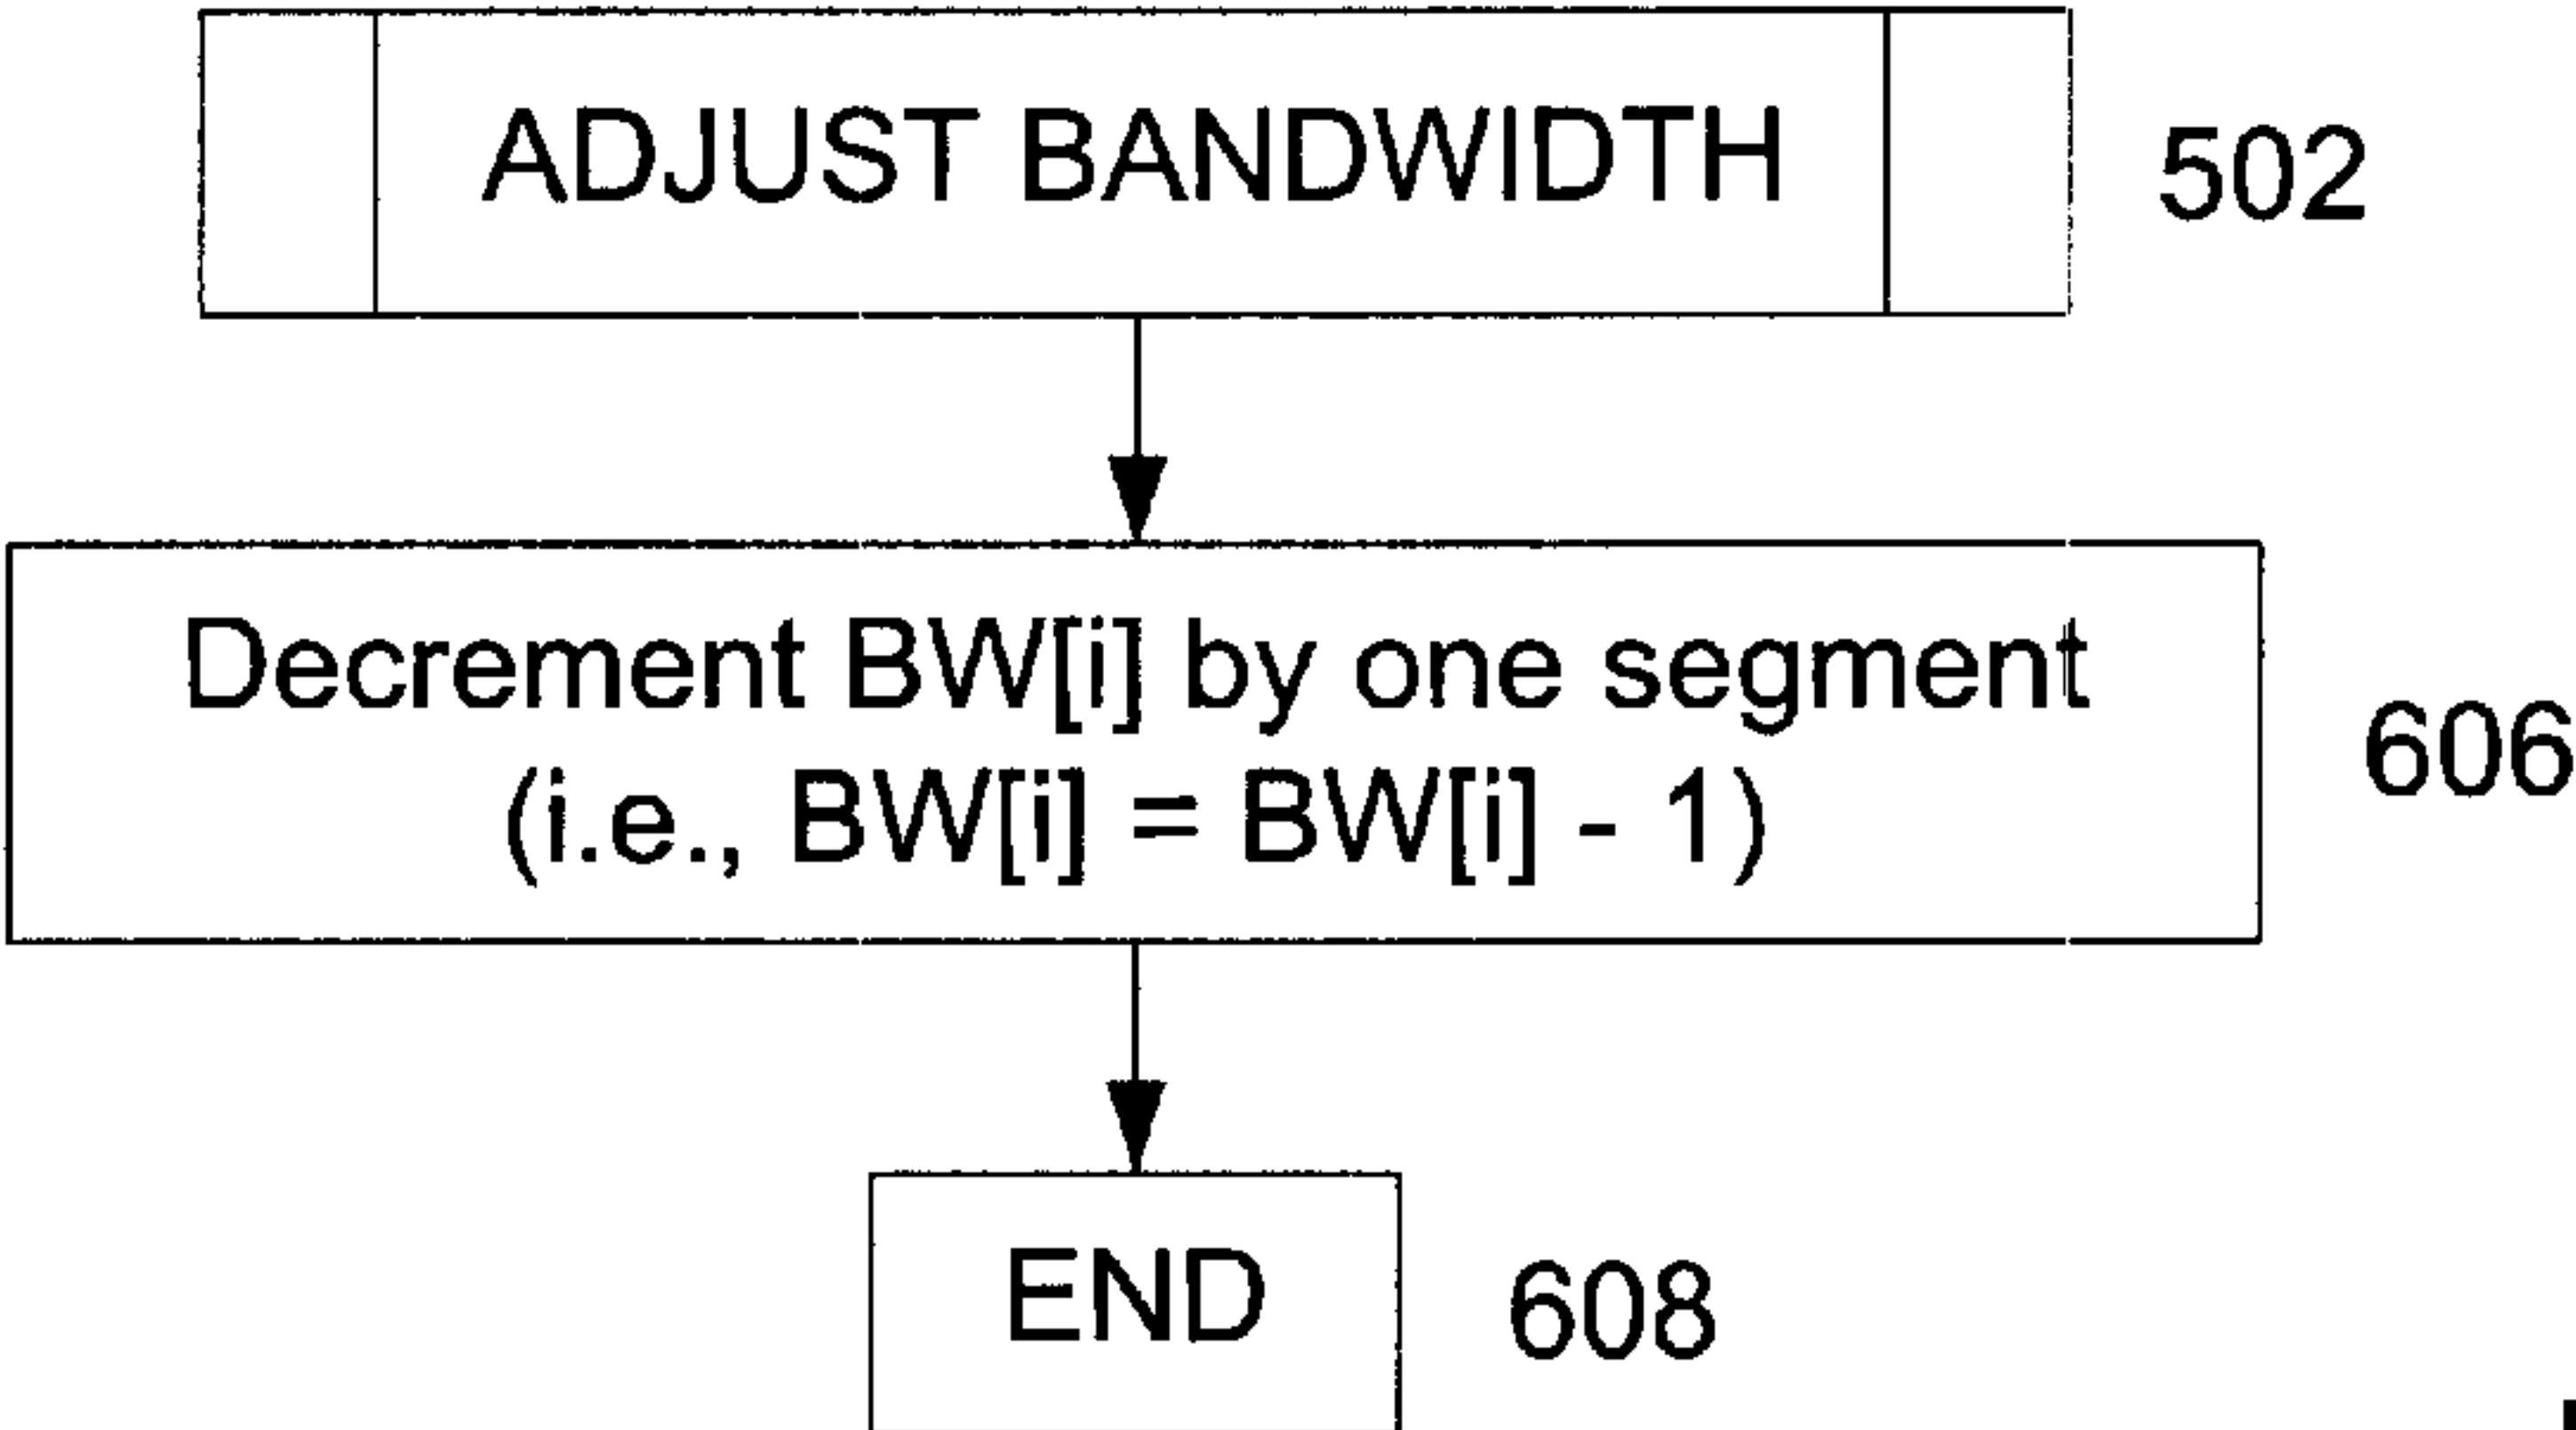 ADJUST BANDWIDTH
502
Decrement BW[i] by one segment
(i.e., BW[i] = BW[i] - 1)
606
END
608